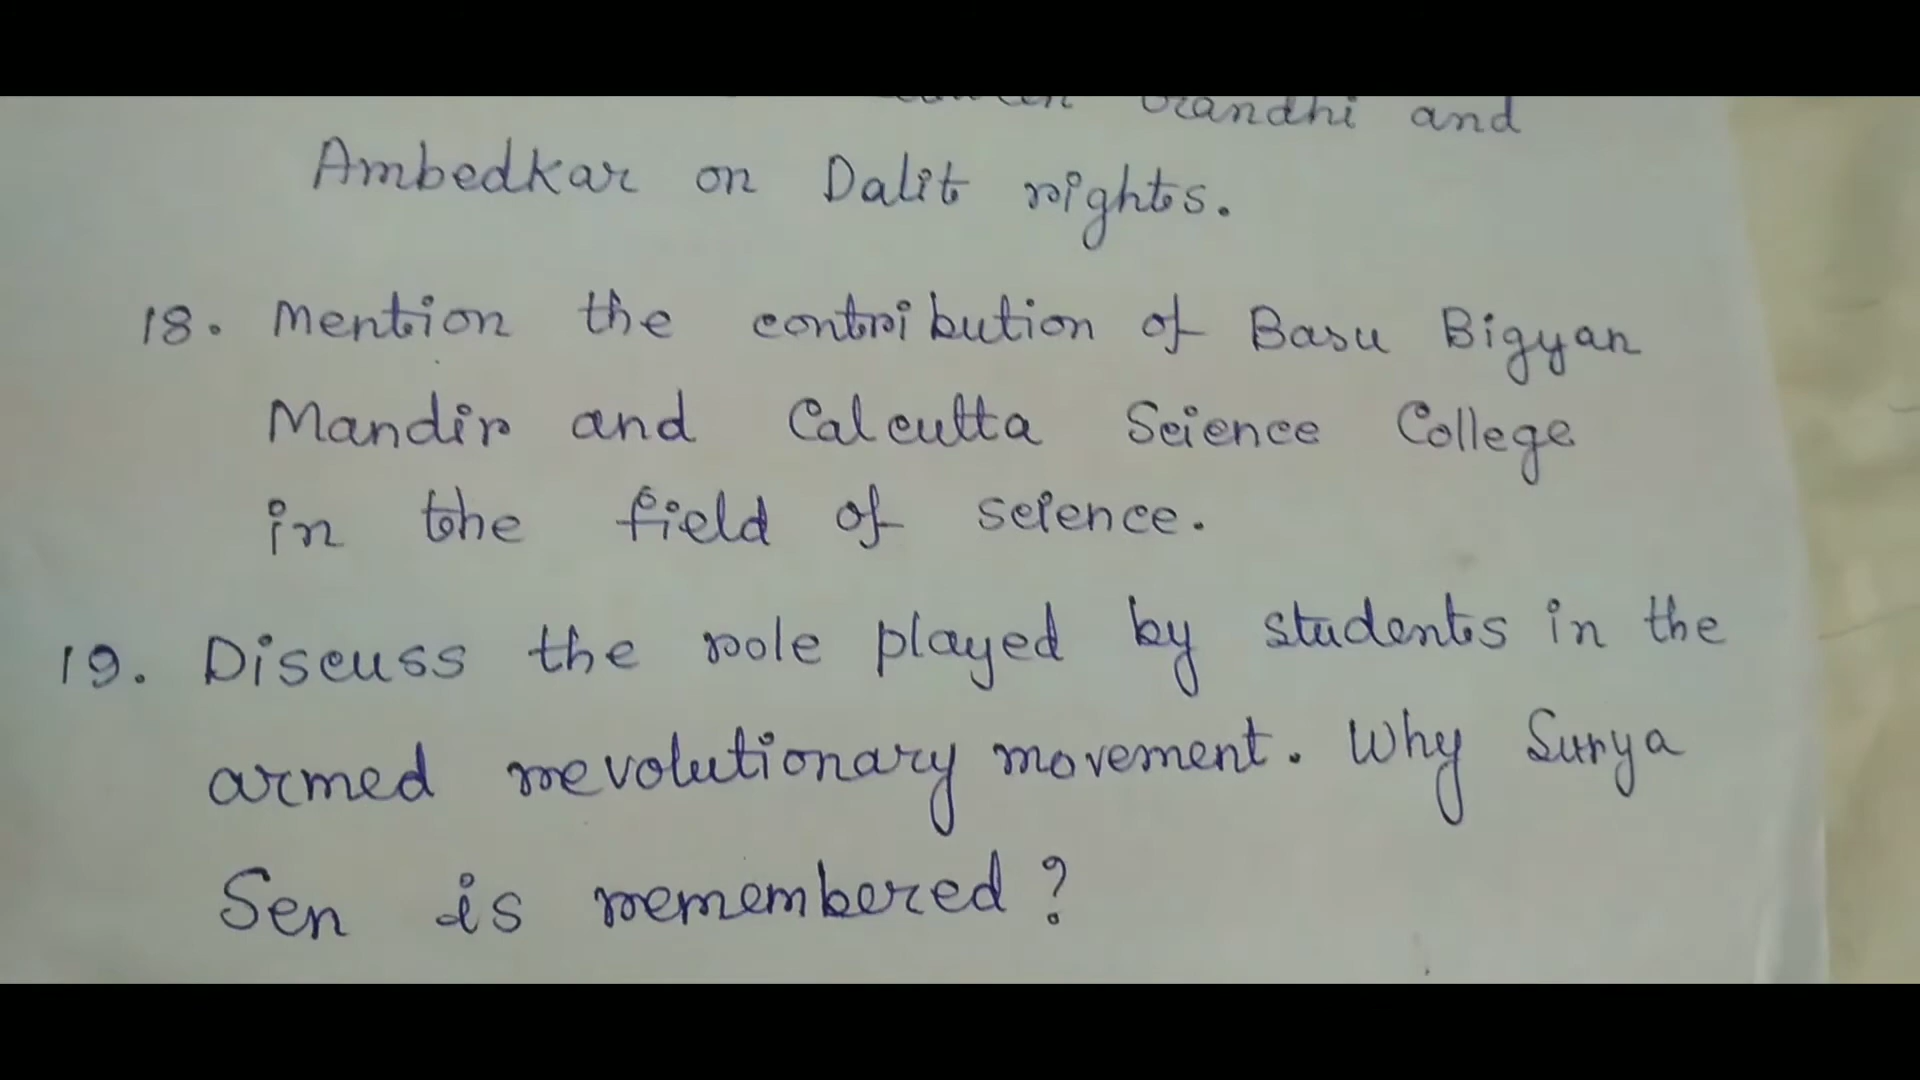 Gandhi and
Ambedkar on Dalit rights.
18. Mention the contribution of Basu Bigyan
Mandir and Calcutta Science College
in the field of science.
19. Discuss the role played by students in the
armed revolutionary movement. Why Surya
Sen is remembered?